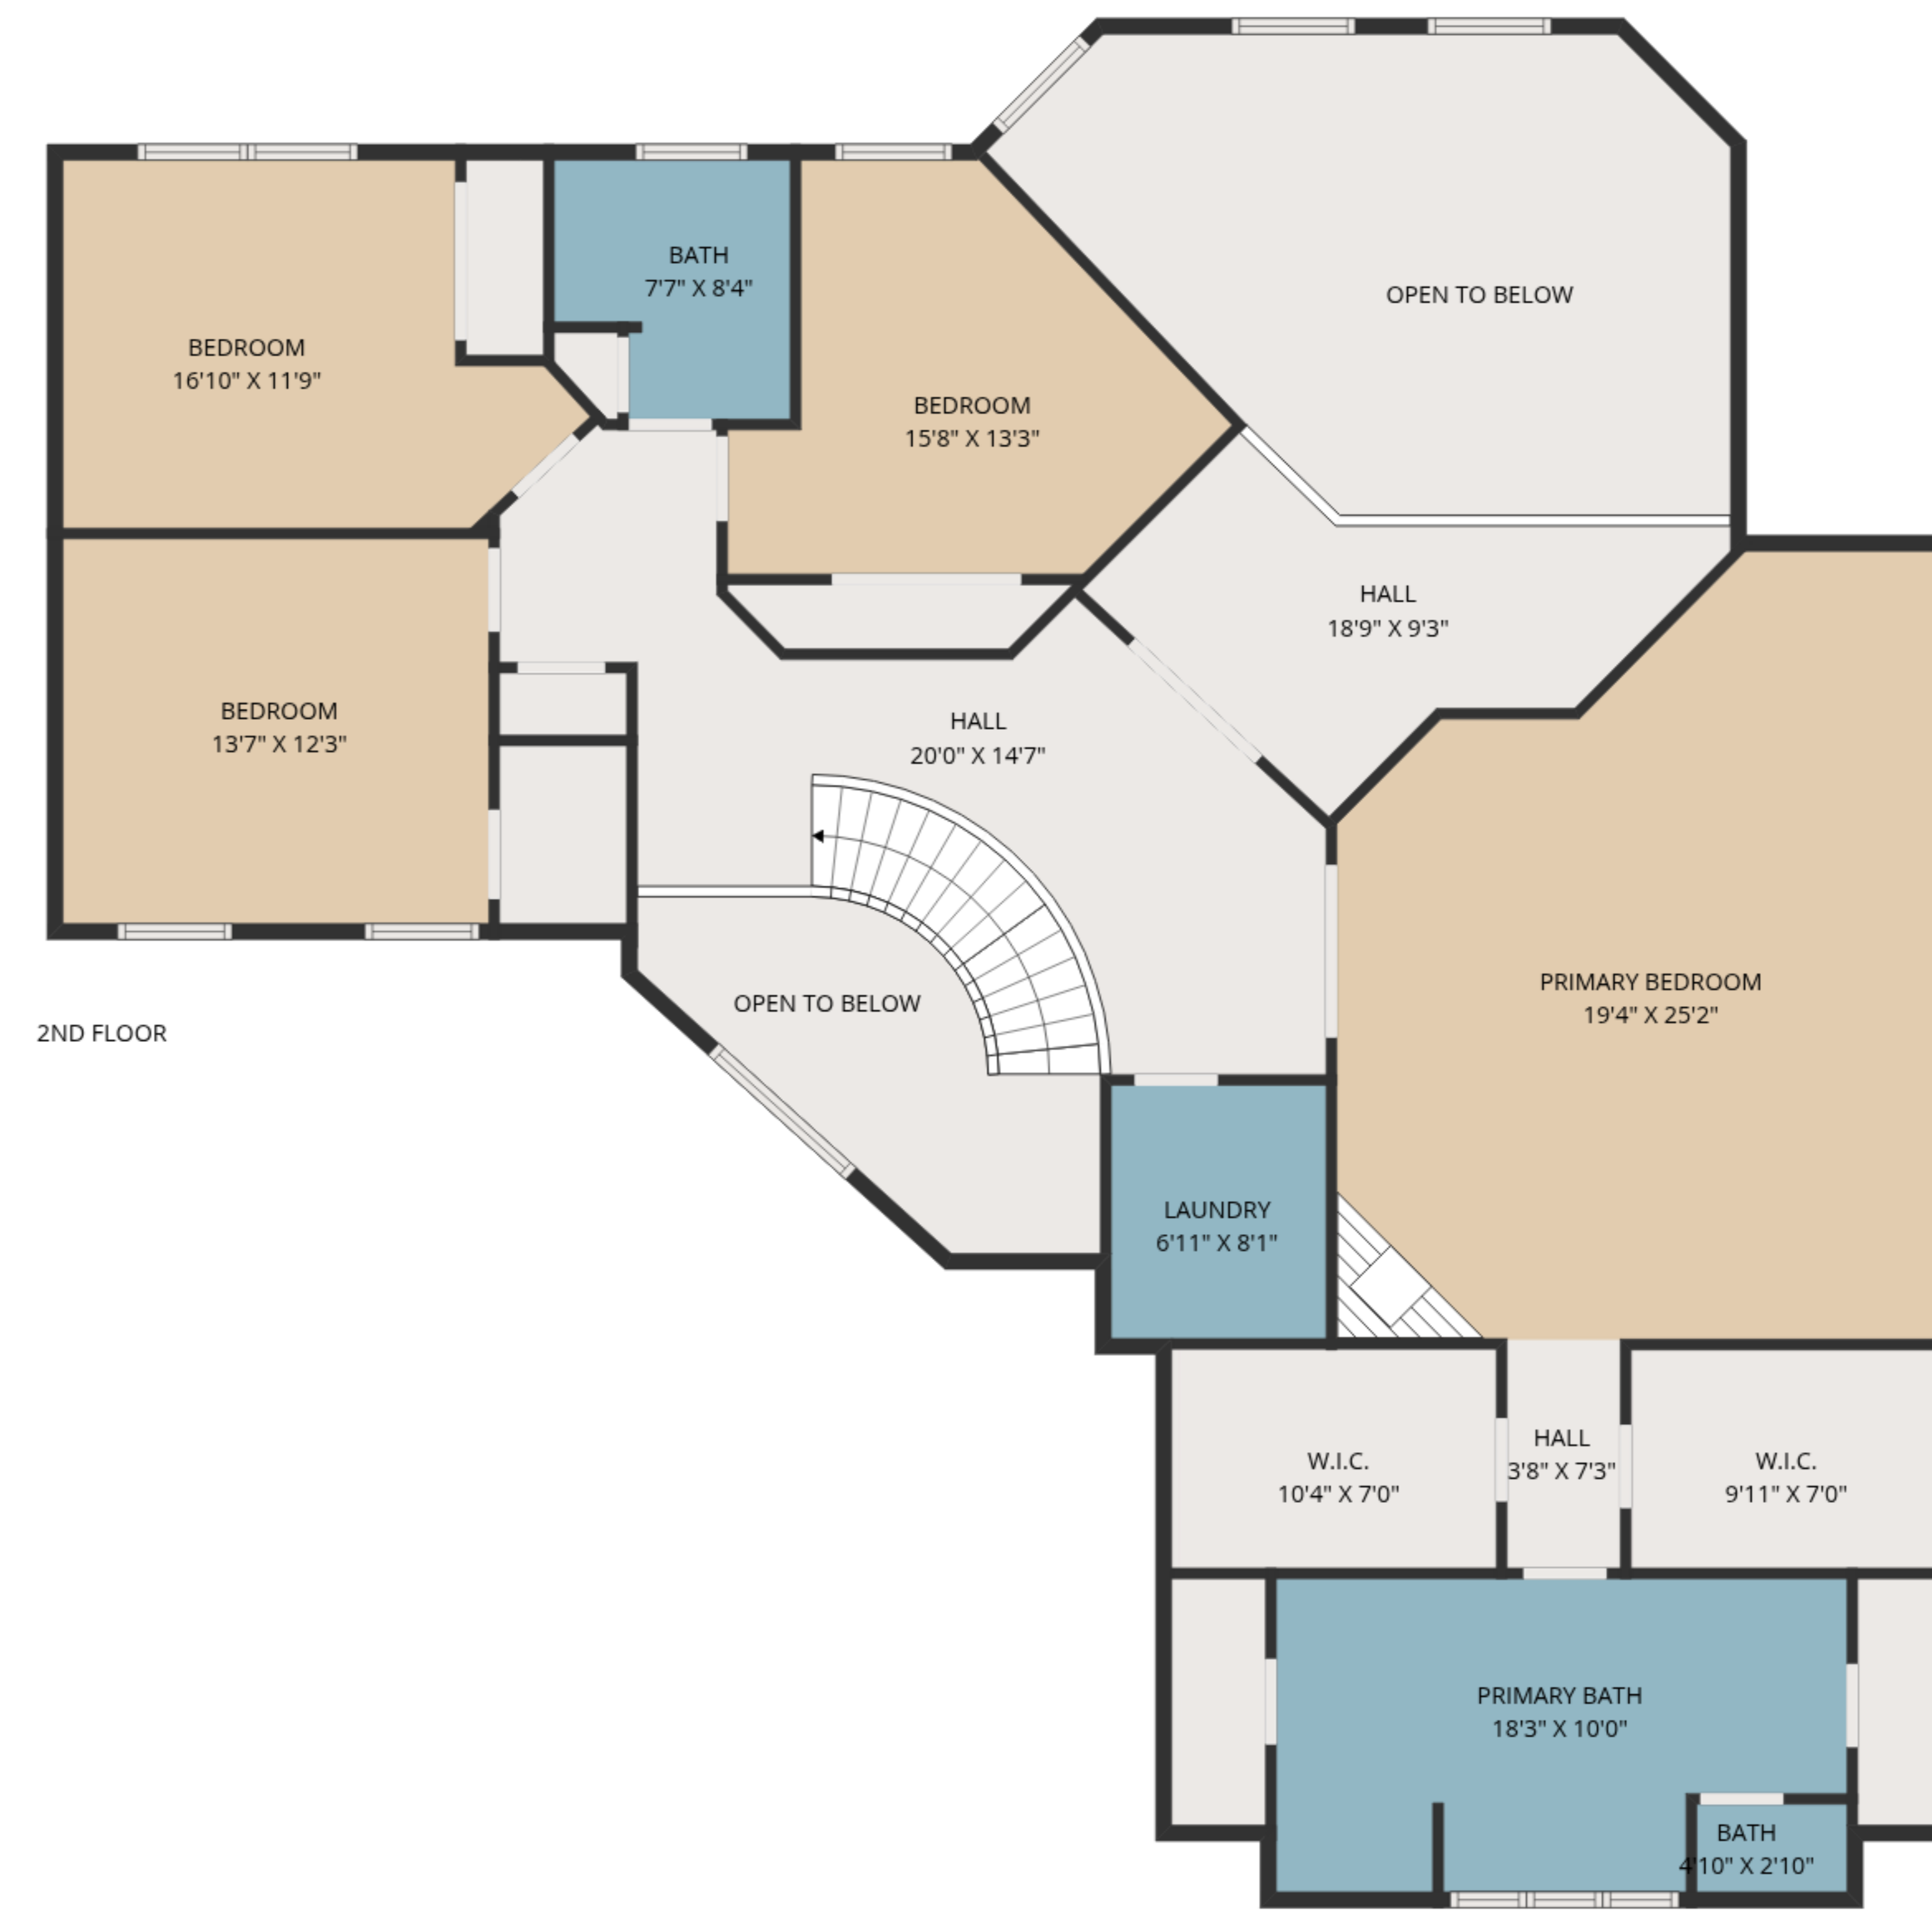 OPEN TO BELOW
BATH
7'7" X 8'4"
BEDROOM
16'10" X 11'9"
BEDROOM
15'8" X 13'3"
HALL
18'9" X 9'3"
BEDROOM
13'7" X 12'3"
HALL
20'0" X 14'7"
OPEN TO BELOW
PRIMARY BEDROOM
19'4" X 25'2"
2ND FLOOR
LAUNDRY
6'11" X 8'1"
W.I.C.
10'4" X 7'0"
HALL
3'8" X 7'3"
W.I.C.
9'11" X 7'0"
PRIMARY BATH
18'3" X 10'0"
BATH
4'10" X 2'10"